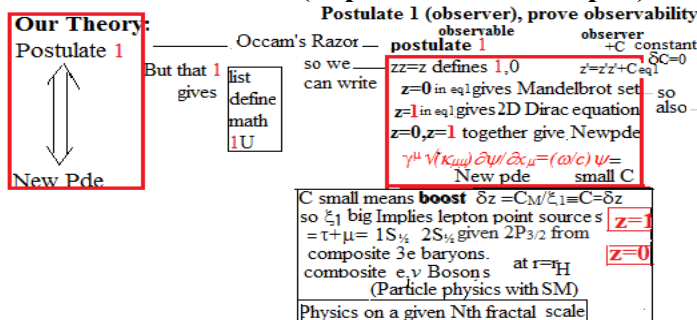 Postulate 1 (observer), prove observability
Our Theory:
Postulate 1
New Pde
Occam's Razor
But that 1
gives
list
define
math
1U
so we
can write
observable
postulate 1
observer
+C constant
δC=0
zz=z defines 1,0 z'=z'z'+C eq1
z=0 in eq1 gives Mandelbrot set
z=1 in eq1 gives 2D Dirac equation
z=0,z=1 together give Newpde
so
also
γ^μ √(κ_μμ) ∂ψ/∂x_μ=(ω/c) ψ=
New pde small C
C small means boost δz =C_M/ξ_1≡C=δz
so ξ_1 big Implies lepton point sources
=τ+μ= 1S½ 2S½ given 2P3/2 from
composite 3e baryons.
composite e,ν Bosons at r=r_H
(Particle physics with SM)
z=1
z=0
Physics on a given Nth fractal scale